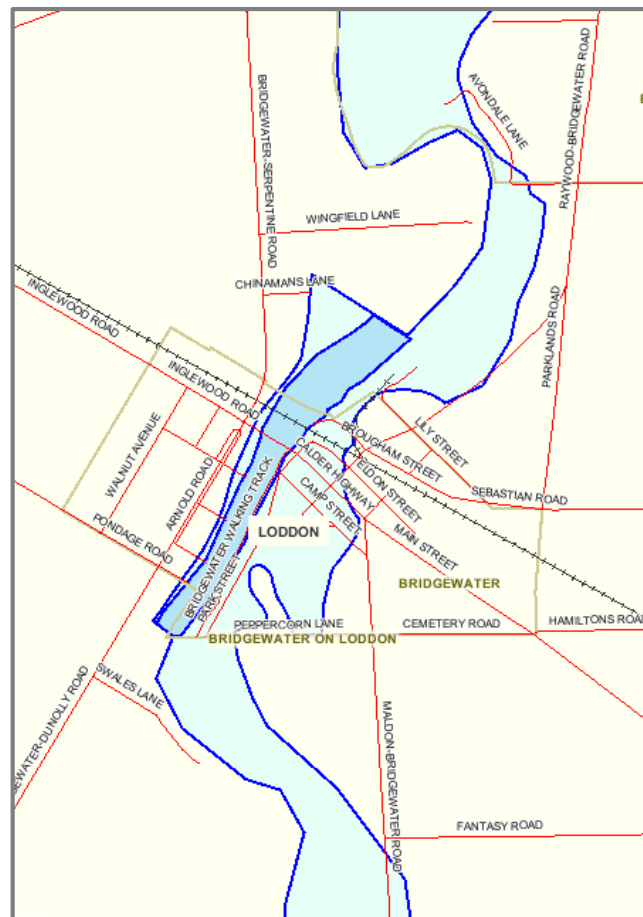 AVONDALE LANE
RAYWOOD-BRIDGEWATER ROAD
BRIDGEWATER-SERPENTINE ROAD
WINGFIELD LANE
CHINAMANS LANE
INGLEWOOD ROAD
PARKLANDS ROAD
INGLEWOOD ROAD
WALNUT AVENUE
ARNOLD ROAD
LILY STREET
BROUGHAM STREET
CALDER HIGHWAY
CAMP STREET
SEBASTIAN ROAD
BRIDGEWATER WALKING TRACK
PARK STREET
LODDON
MAIN STREET
PONDAGE ROAD
BRIDGEWATER
PEPPERCORN LANE
CEMETERY ROAD
HAMILTONS ROAD
BRIDGEWATER ON LODDON
SWALES LANE
EWATER-DUNOLLY ROAD
MALDON-BRIDGEWATER ROAD
FANTASY ROAD